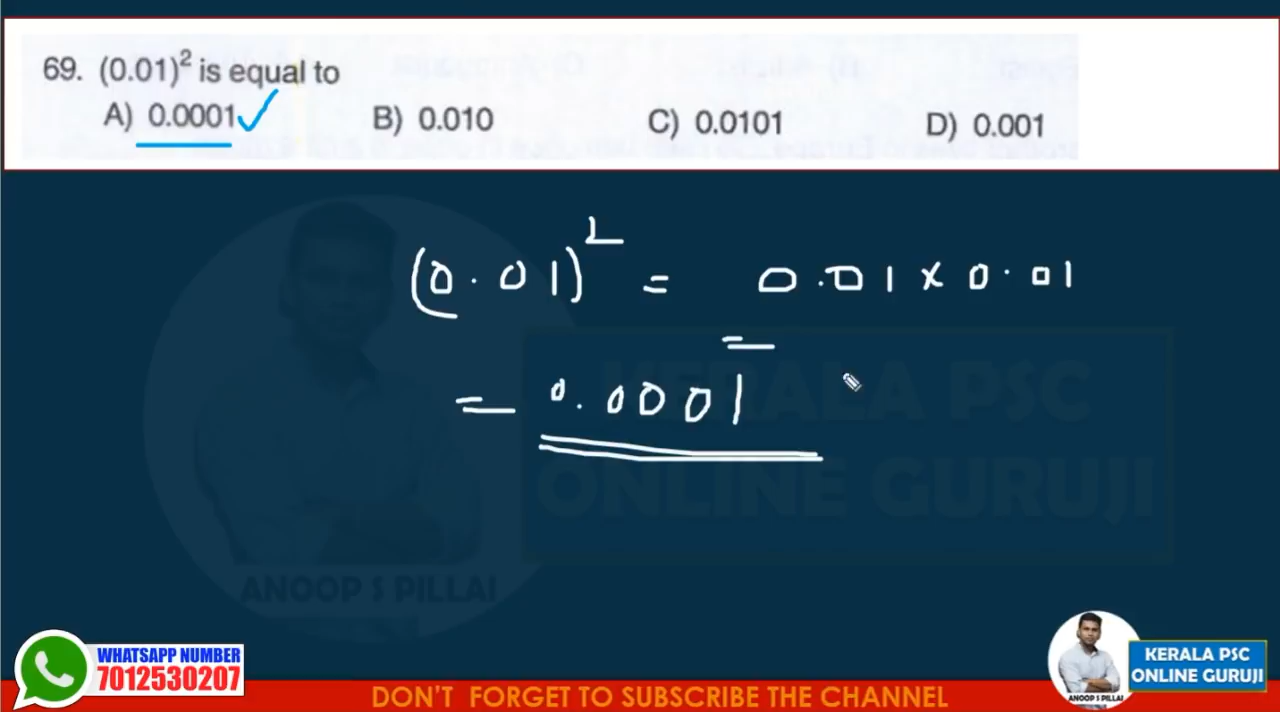 69. (0.01)² is equal to
A) 0.0001 ✓ B) 0.010 C) 0.0101 D) 0.001
(0.01)² = 0.01 × 0.01
=
= 0.0001
KERALA PSC
ONLINE GURUJI
ANOOP S PILLAI
WHATSAPP NUMBER
7012530207
ANOOP S PILLAI
KERALA PSC
ONLINE GURUJI
DON'T FORGET TO SUBSCRIBE THE CHANNEL